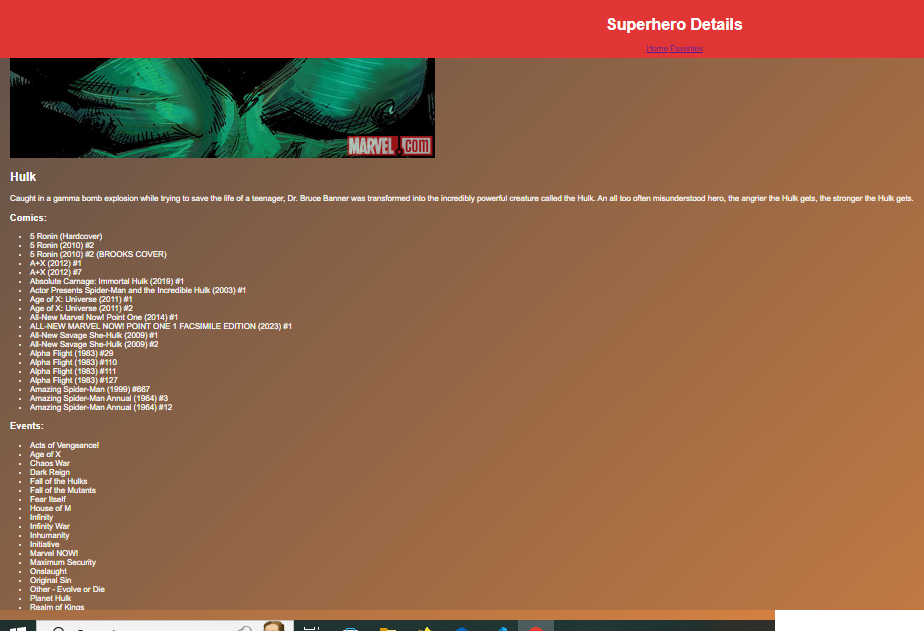 Superhero Details
Home Favorites
MARVEL.COM
Hulk
Caught in a gamma bomb explosion while trying to save the life of a teenager, Dr. Bruce Banner was transformed into the incredibly powerful creature called the Hulk. An all too often misunderstood hero, the angrier the Hulk gets, the stronger the Hulk gets.
Comics:
5 Ronin (Hardcover)
5 Ronin (2010) #2
5 Ronin (2010) #2 (BROOKS COVER)
A+X (2012) #1
A+X (2012) #7
Absolute Carnage: Immortal Hulk (2019) #1
Actor Presents Spider-Man and the Incredible Hulk (2003) #1
Age of X: Universe (2011) #1
Age of X: Universe (2011) #2
All-New Marvel Now! Point One (2014) #1
ALL-NEW MARVEL NOW! POINT ONE 1 FACSIMILE EDITION (2023) #1
All-New Savage She-Hulk (2009) #1
All-New Savage She-Hulk (2009) #2
Alpha Flight (1983) #29
Alpha Flight (1983) #110
Alpha Flight (1983) #111
Alpha Flight (1983) #127
Amazing Spider-Man (1999) #667
Amazing Spider-Man Annual (1964) #3
Amazing Spider-Man Annual (1964) #12
Events:
Acts of Vengeance!
Age of X
Chaos War
Dark Reign
Fall of the Hulks
Fall of the Mutants
Fear Itself
House of M
Infinity
Infinity War
Inhumanity
Initiative
Marvel NOW!
Maximum Security
Onslaught
Original Sin
Other - Evolve or Die
Planet Hulk
Realm of Kings